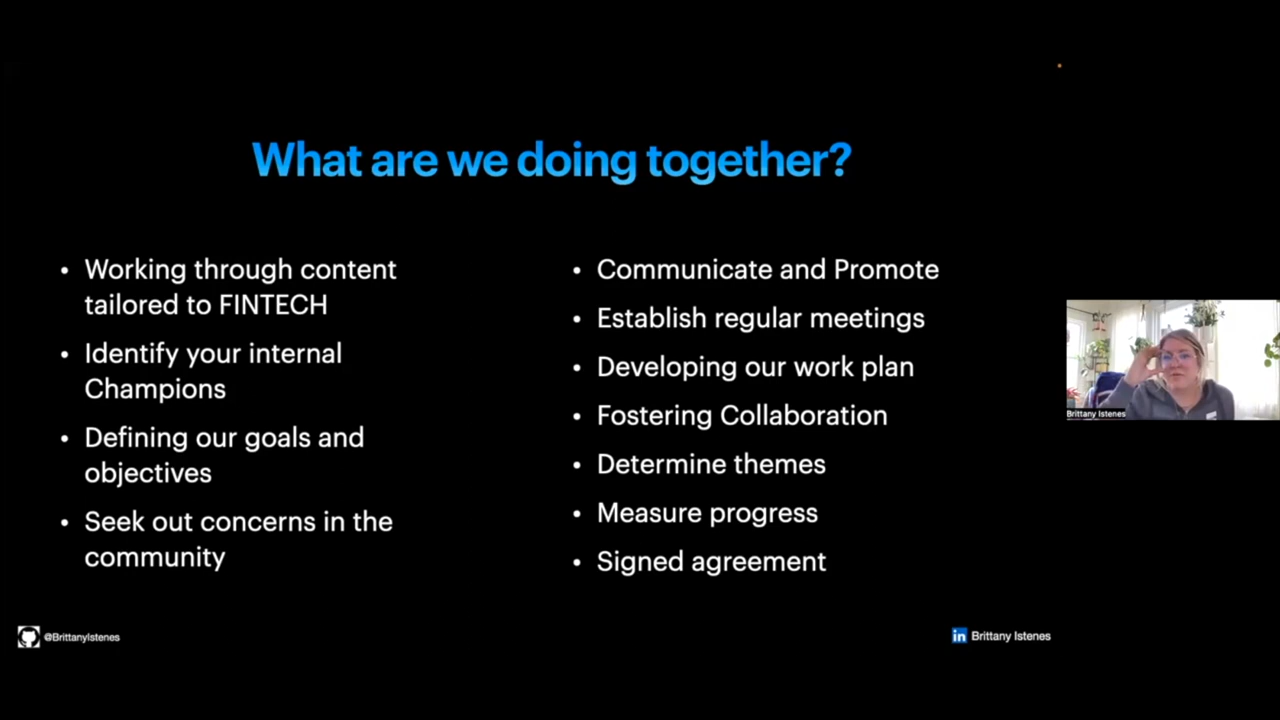 What are we doing together?
• Working through content
tailored to FINTECH
• Identify your internal
Champions
• Defining our goals and
objectives
• Seek out concerns in the
community
• Communicate and Promote
• Establish regular meetings
• Developing our work plan
• Fostering Collaboration
• Determine themes
• Measure progress
• Signed agreement
Brittany Istenes
@BrittanyIstenes
in Brittany Istenes